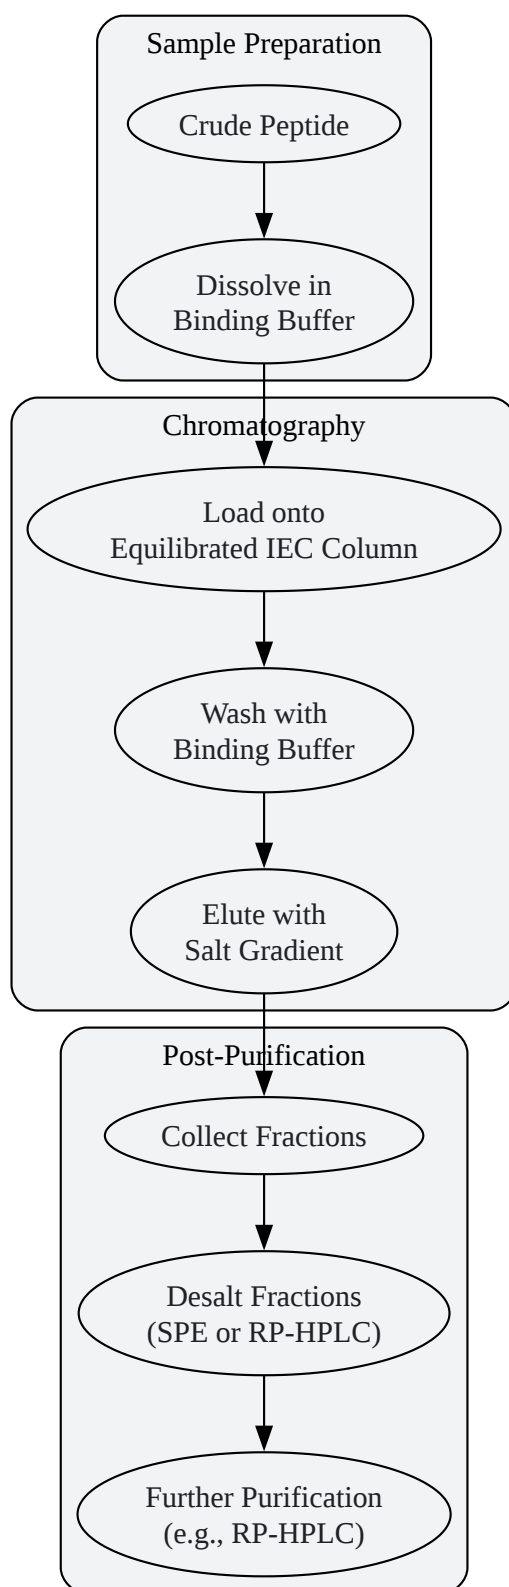 Sample Preparation
Crude Peptide
Dissolve in
Binding Buffer
Chromatography
Load onto
Equilibrated IEC Column
Wash with
Binding Buffer
Elute with
Salt Gradient
Post-Purification
Collect Fractions
Desalt Fractions
(SPE or RP-HPLC)
Further Purification
(e.g., RP-HPLC)